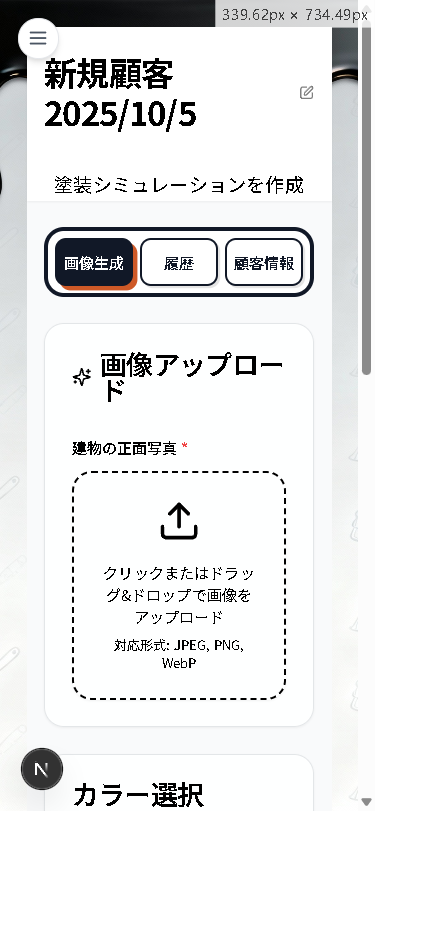 339.62px × 734.49px
新規顧客
2025/10/5
塗装シミュレーションを作成
画像生成
履歴
顧客情報
画像アップロー
ド
建物の正面写真 *
クリックまたはドラッ
グ&ドロップで画像を
アップロード
対応形式: JPEG, PNG,
WebP
N
カラー選択